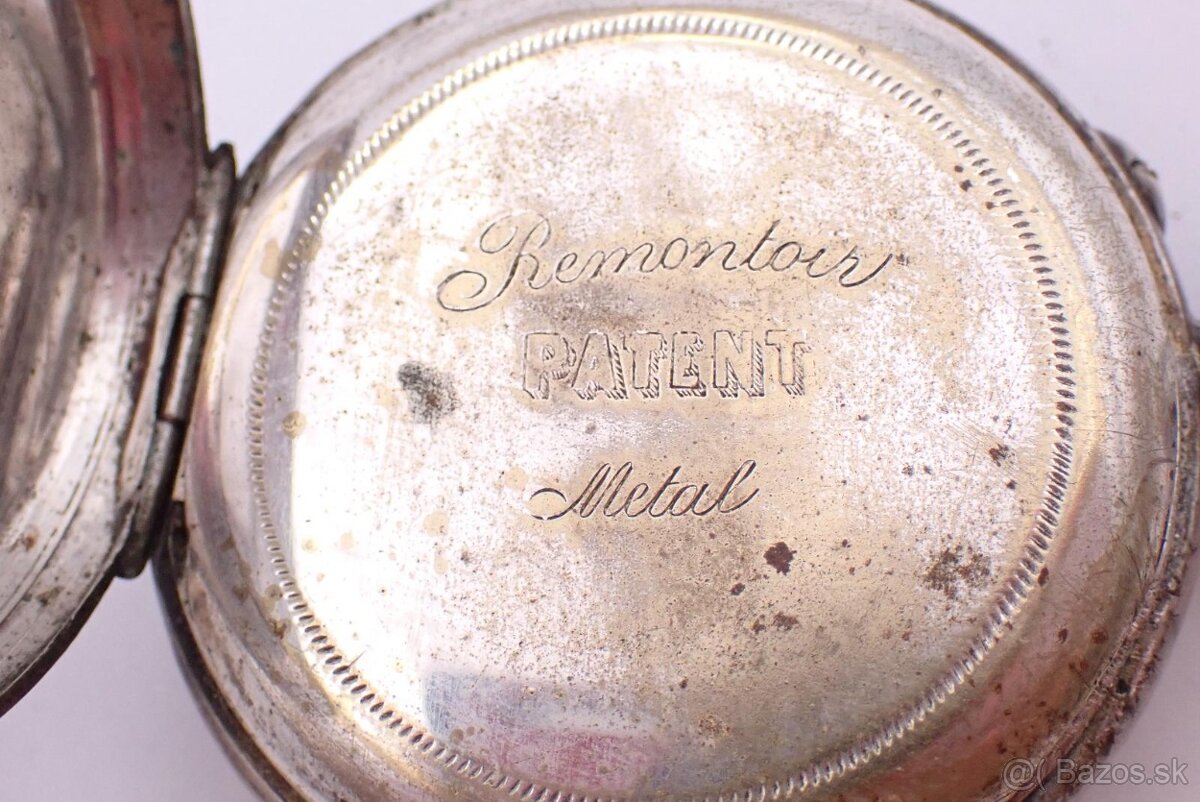 Remontoir
PATENT
Metal
@( Bazos.sk